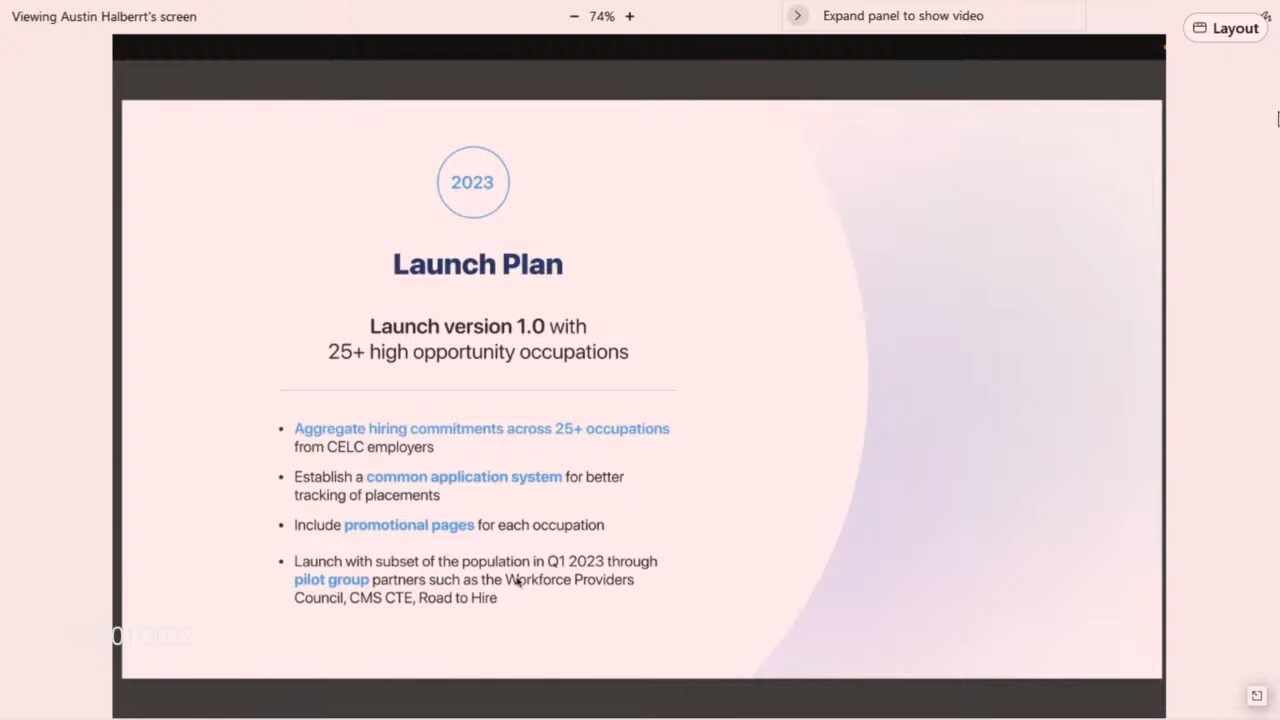 Viewing Austin Halberrt's screen
− 74% +
Expand panel to show video
Layout
2023
Launch Plan
Launch version 1.0 with
25+ high opportunity occupations
• Aggregate hiring commitments across 25+ occupations
from CELC employers
• Establish a common application system for better
tracking of placements
• Include promotional pages for each occupation
• Launch with subset of the population in Q1 2023 through
pilot group partners such as the Workforce Providers
Council, CMS CTE, Road to Hire